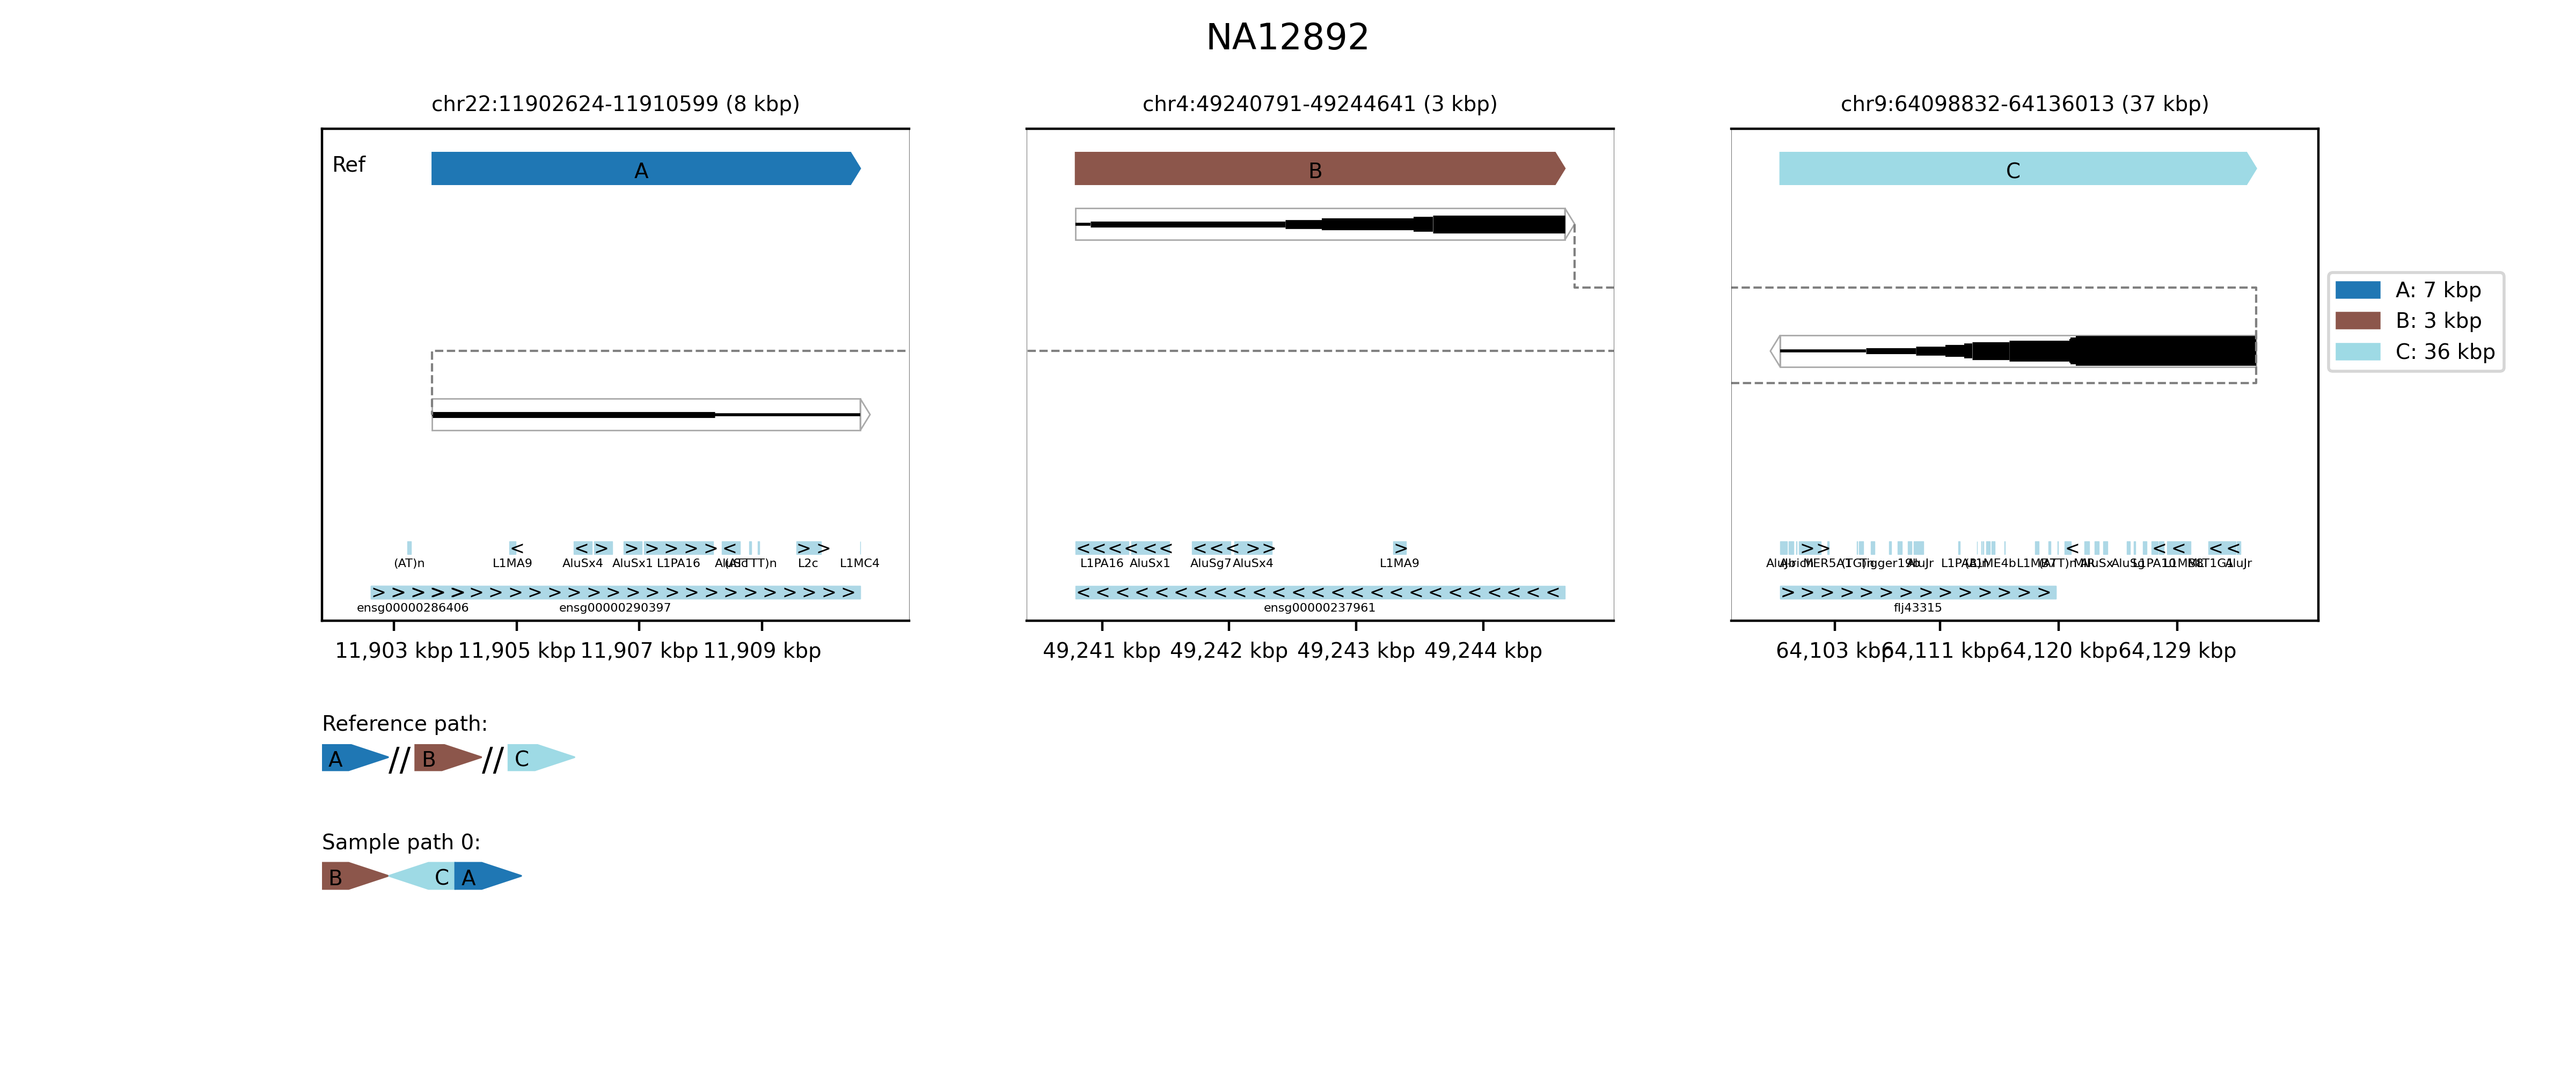 NA12892
chr22:11902624-11910599 (8 kbp)
chr4:49240791-49244641 (3 kbp)
chr9:64098832-64136013 (37 kbp)
Ref
A
B
C
A: 7 kbp
B: 3 kbp
C: 36 kbp
(AT)n L1MA9 AluSx4 AluSx1 L1PA16 L2c L1MC4
L1PA16 AluSx1 AluSg7 AluSx4 L1MA9
AluJr
ensg00000286406 ensg00000290397
ensg00000237961
flj43315
11,903 kbp 11,905 kbp 11,907 kbp 11,909 kbp
49,241 kbp 49,242 kbp 49,243 kbp 49,244 kbp
64,103 kbp 64,111 kbp 64,120 kbp 64,129 kbp
Reference path:
A // B // C
Sample path 0:
B C A